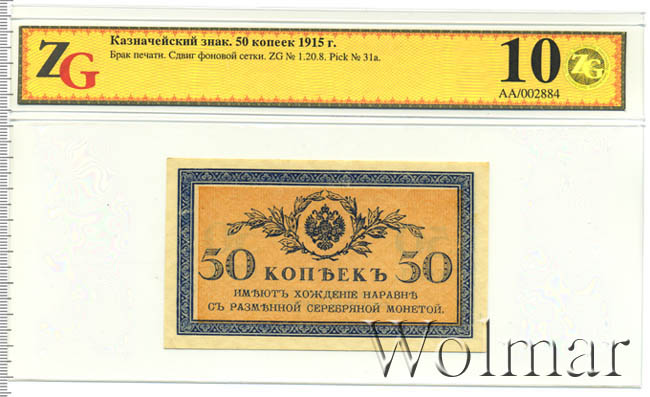 ZG
Казначейский знак. 50 копеек 1915 г.
Брак печати. Сдвиг фоновой сетки. ZG № 1.20.8. Pick № 31a.
10
ZG
АА/002884
50 КОПѢЕКЪ 50
ИМѢЮТЪ ХОЖДЕНІЕ НАРАВНѢ
СЪ РАЗМѢННОЙ СЕРЕБРЯНОЙ МОНЕТОЙ.
Wolmar